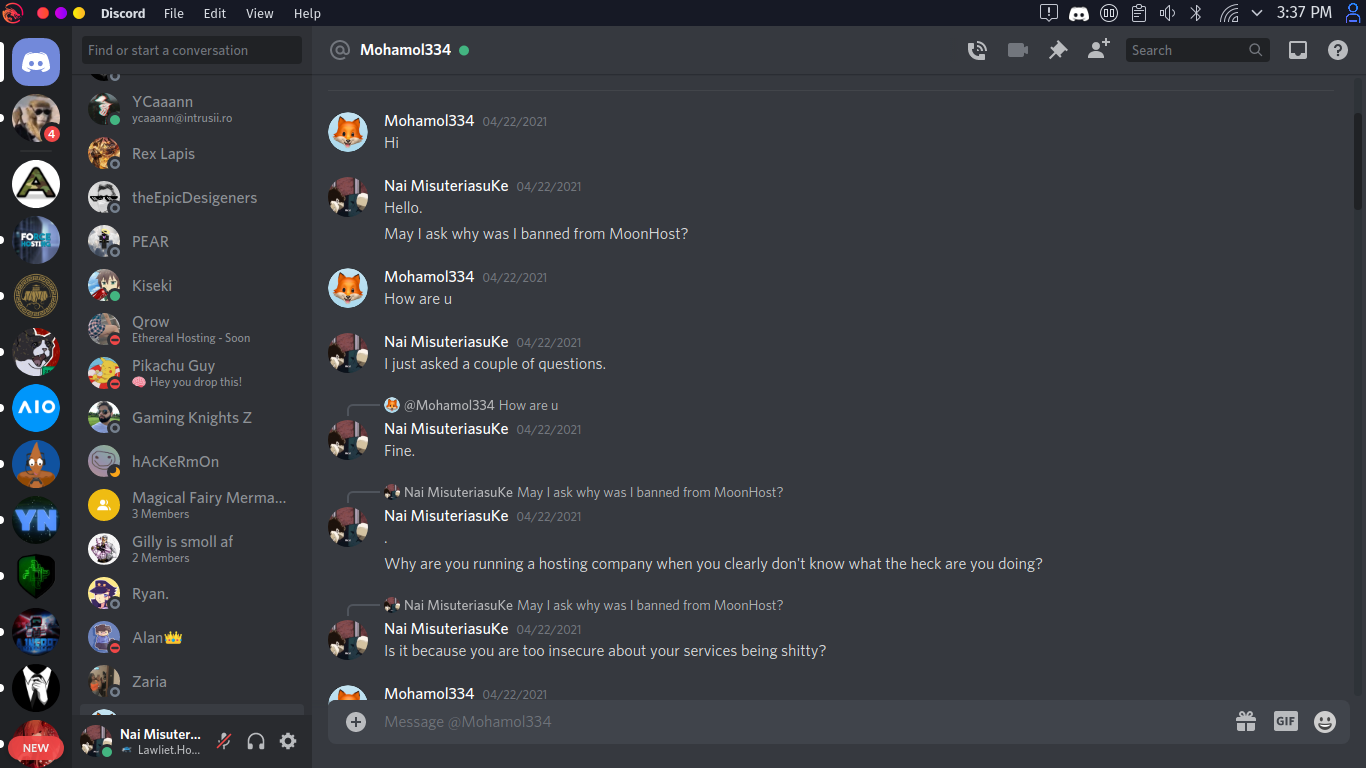 Discord File Edit View Help
3:37 PM
Find or start a conversation
Mohamol334
Search
4
YCaaann
ycaaann@intrusii.ro
Rex Lapis
theEpicDesigeners
PEAR
Kiseki
Qrow
Ethereal Hosting - Soon
Pikachu Guy
🧠 Hey you drop this!
Gaming Knights Z
hAcKeRmOn
Magical Fairy Merma...
3 Members
Gilly is smoll af
2 Members
Ryan.
Alan👑
Zaria
FORCE
HOSTING
AIO
YN
NEW
Nai Misuter...
Lawliet.Ho...
Mohamol334 04/22/2021
Hi
Nai MisuteriasuKe 04/22/2021
Hello.
May I ask why was I banned from MoonHost?
Mohamol334 04/22/2021
How are u
Nai MisuteriasuKe 04/22/2021
I just asked a couple of questions.
@Mohamol334 How are u
Nai MisuteriasuKe 04/22/2021
Fine.
Nai MisuteriasuKe May I ask why was I banned from MoonHost?
Nai MisuteriasuKe 04/22/2021
.
Why are you running a hosting company when you clearly don't know what the heck are you doing?
Nai MisuteriasuKe May I ask why was I banned from MoonHost?
Nai MisuteriasuKe 04/22/2021
Is it because you are too insecure about your services being shitty?
Mohamol334 04/22/2021
Message @Mohamol334
GIF